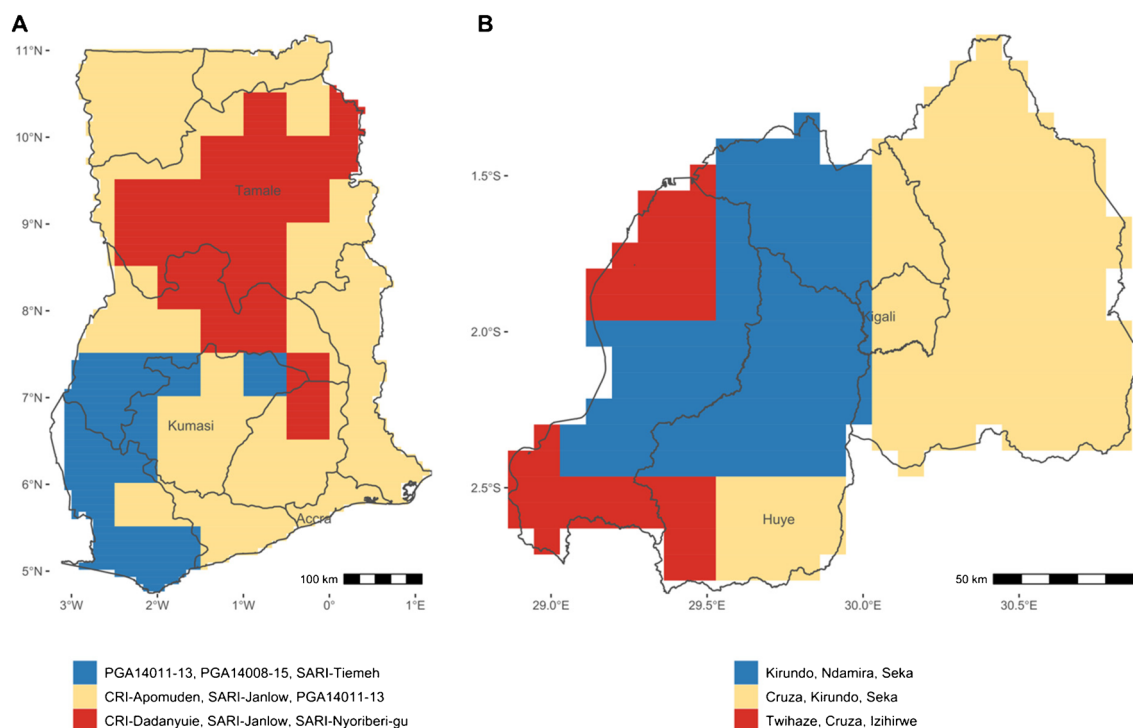 A
B
11°N
10°N
9°N
8°N
7°N
6°N
5°N
Tamale
Kumasi
Accra
100 km
3°W
2°W
1°W
0°
1°E
1.5°S
2.0°S
2.5°S
Kigali
Huye
50 km
29.0°E
29.5°E
30.0°E
30.5°E
PGA14011-13, PGA14008-15, SARI-Tiemeh
CRI-Apomuden, SARI-Janlow, PGA14011-13
CRI-Dadanyuie, SARI-Janlow, SARI-Nyoriberi-gu
Kirundo, Ndamira, Seka
Cruza, Kirundo, Seka
Twihaze, Cruza, Izihirwe